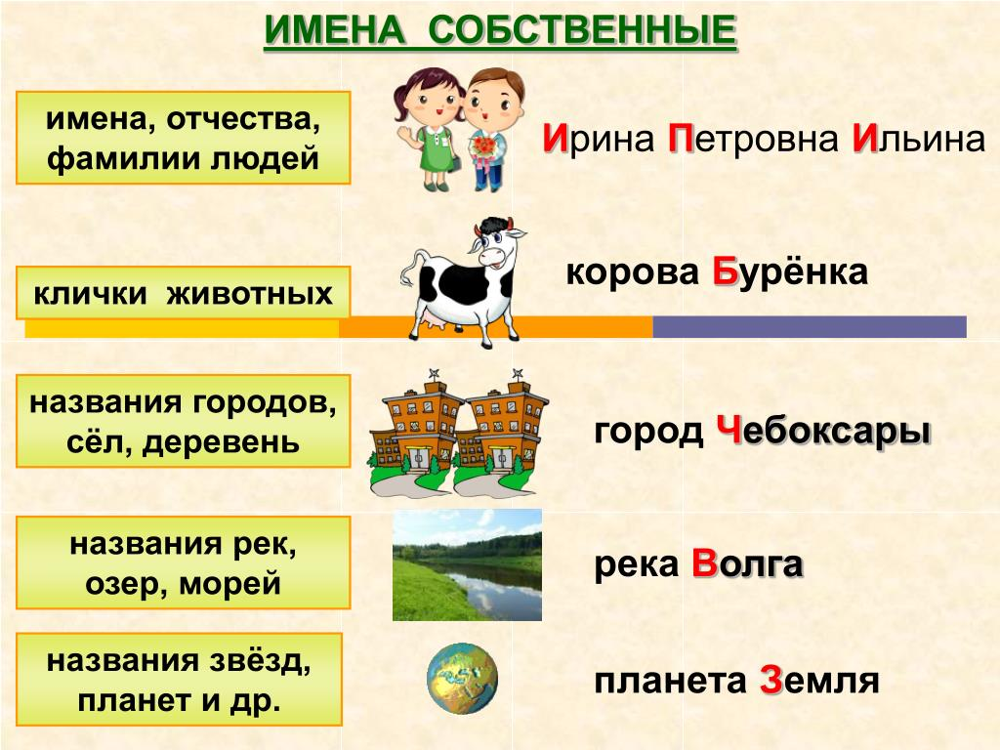 ИМЕНА СОБСТВЕННЫЕ
имена, отчества,
фамилии людей
Ирина Петровна Ильина
клички животных
корова Бурёнка
названия городов,
сёл, деревень
город Чебоксары
названия рек,
озер, морей
река Волга
названия звёзд,
планет и др.
планета Земля